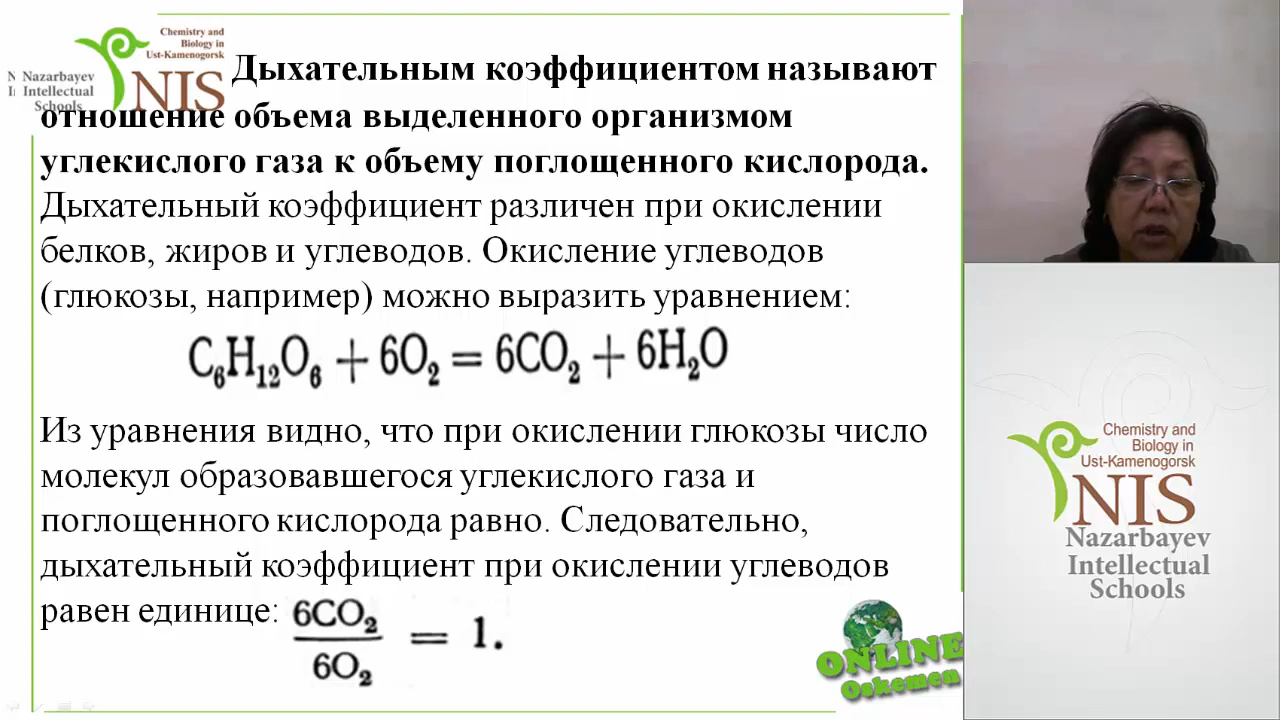 Chemistry and
Biology in
Ust-Kamenogorsk
NIS
Nazarbayev
Intellectual
Schools
Дыхательным коэффициентом называют
отношение объема выделенного организмом
углекислого газа к объему поглощенного кислорода.
Дыхательный коэффициент различен при окислении
белков, жиров и углеводов. Окисление углеводов
(глюкозы, например) можно выразить уравнением:
C₆H₁₂O₆ + 6O₂ = 6CO₂ + 6H₂O
Из уравнения видно, что при окислении глюкозы число
молекул образовавшегося углекислого газа и
поглощенного кислорода равно. Следовательно,
дыхательный коэффициент при окислении углеводов
равен единице:
6CO₂
= 1.
6O₂
ONLINE
Oskemen
Chemistry and
Biology in
Ust-Kamenogorsk
NIS
Nazarbayev
Intellectual
Schools